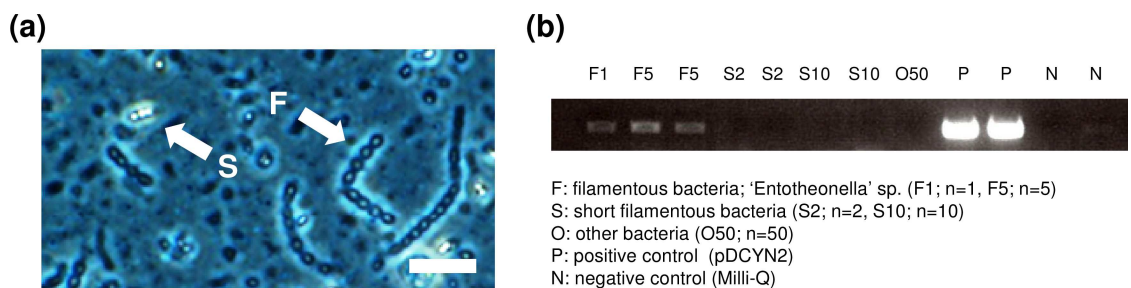 (a)
F
S
(b)
F1 F5 F5 S2 S2 S10 S10 O50 P P N N
F: filamentous bacteria; ‘Entotheonella’ sp. (F1; n=1, F5; n=5)
S: short filamentous bacteria (S2; n=2, S10; n=10)
O: other bacteria (O50; n=50)
P: positive control  (pDCYN2)
N: negative control (Milli-Q)